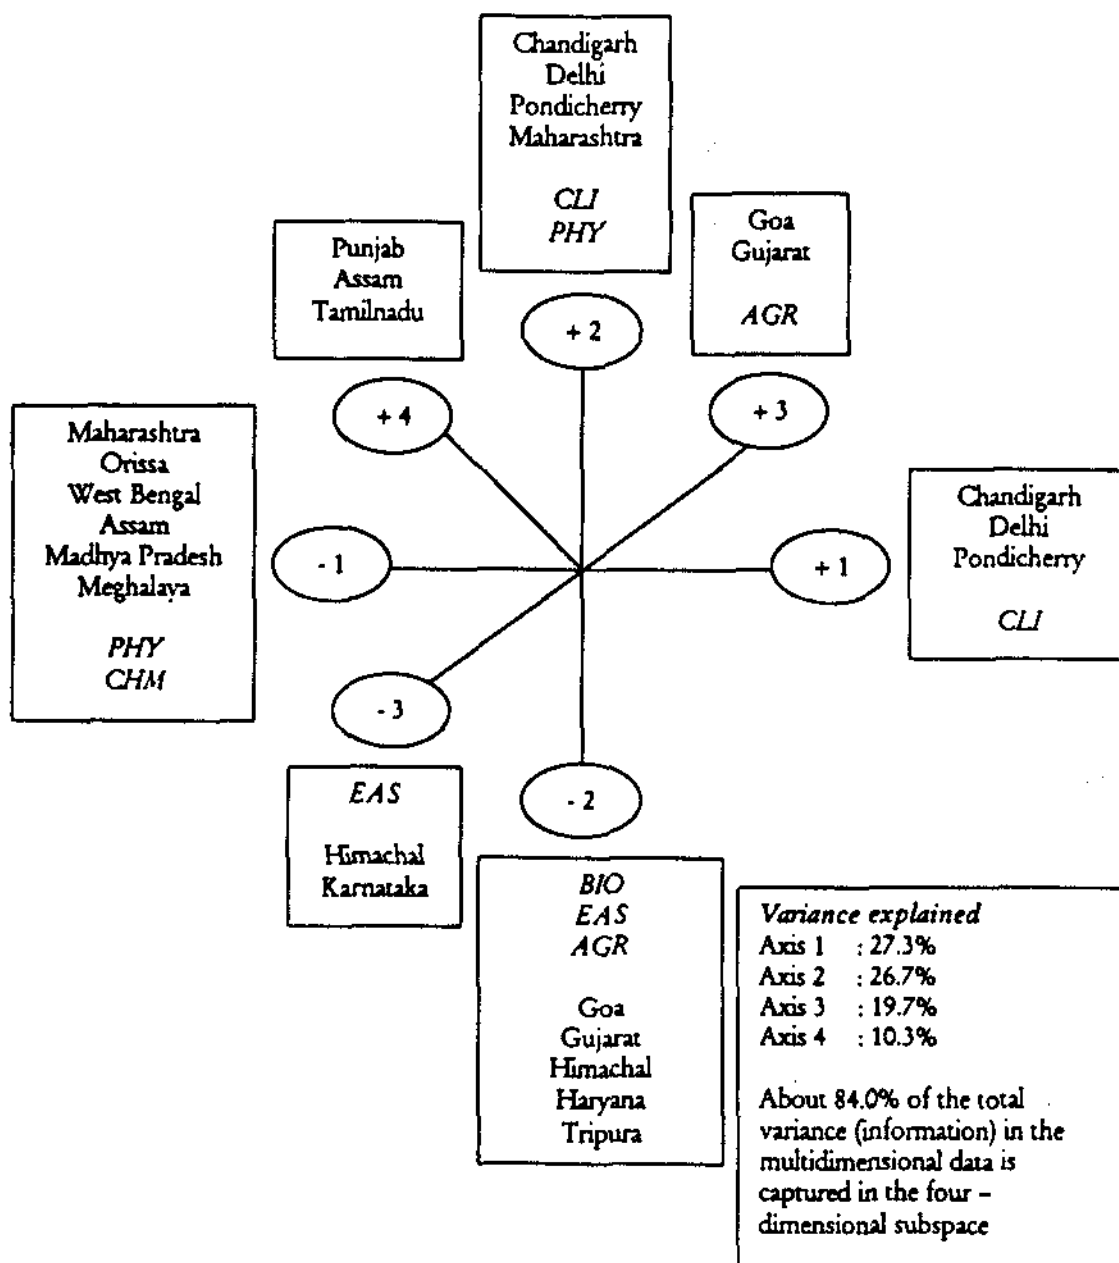 Chandigarh
Delhi
Pondicherry
Maharashtra
CLI
PHY
Goa
Gujarat
AGR
Punjab
Assam
Tamilnadu
+ 2
+ 3
+ 4
Maharashtra
Orissa
West Bengal
Assam
Madhya Pradesh
Meghalaya
PHY
CHM
- 1
+ 1
Chandigarh
Delhi
Pondicherry
CLI
- 3
- 2
EAS
Himachal
Karnataka
BIO
EAS
AGR
Goa
Gujarat
Himachal
Haryana
Tripura
Variance explained
Axis 1 : 27.3%
Axis 2 : 26.7%
Axis 3 : 19.7%
Axis 4 : 10.3%
About 84.0% of the total
variance (information) in the
multidimensional data is
captured in the four –
dimensional subspace